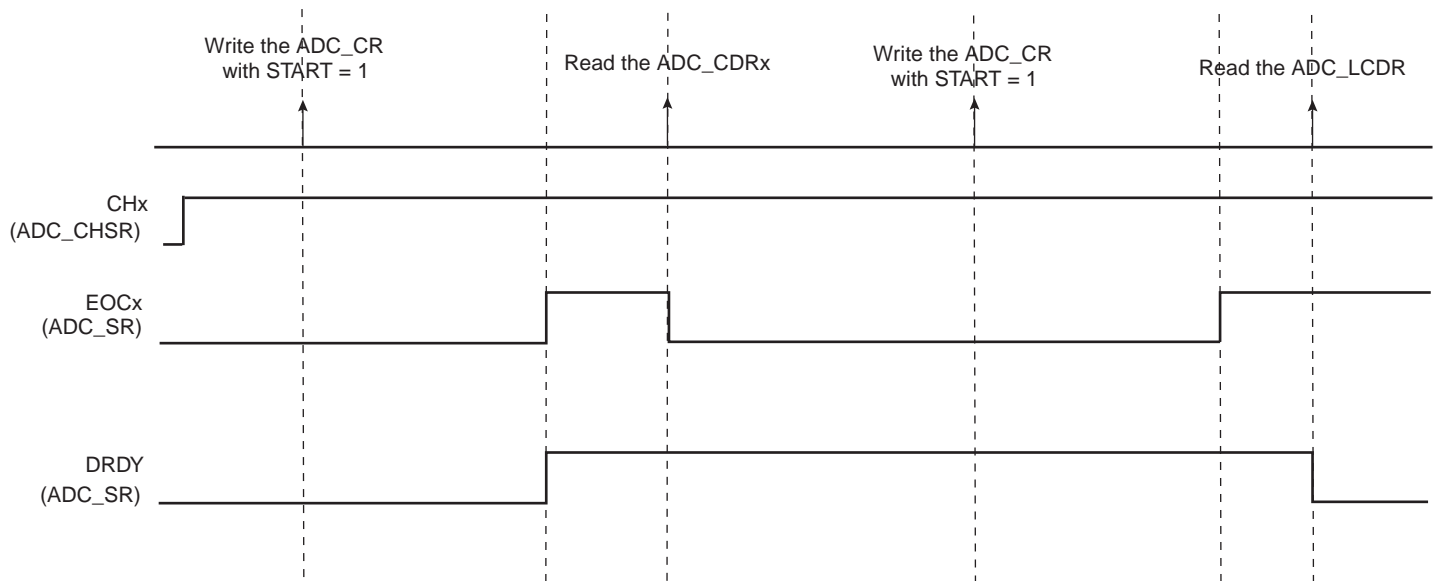 Write the ADC_CR
with START = 1
Read the ADC_CDRx
Write the ADC_CR
with START = 1
Read the ADC_LCDR
CHx
(ADC_CHSR)
EOCx
(ADC_SR)
DRDY
(ADC_SR)